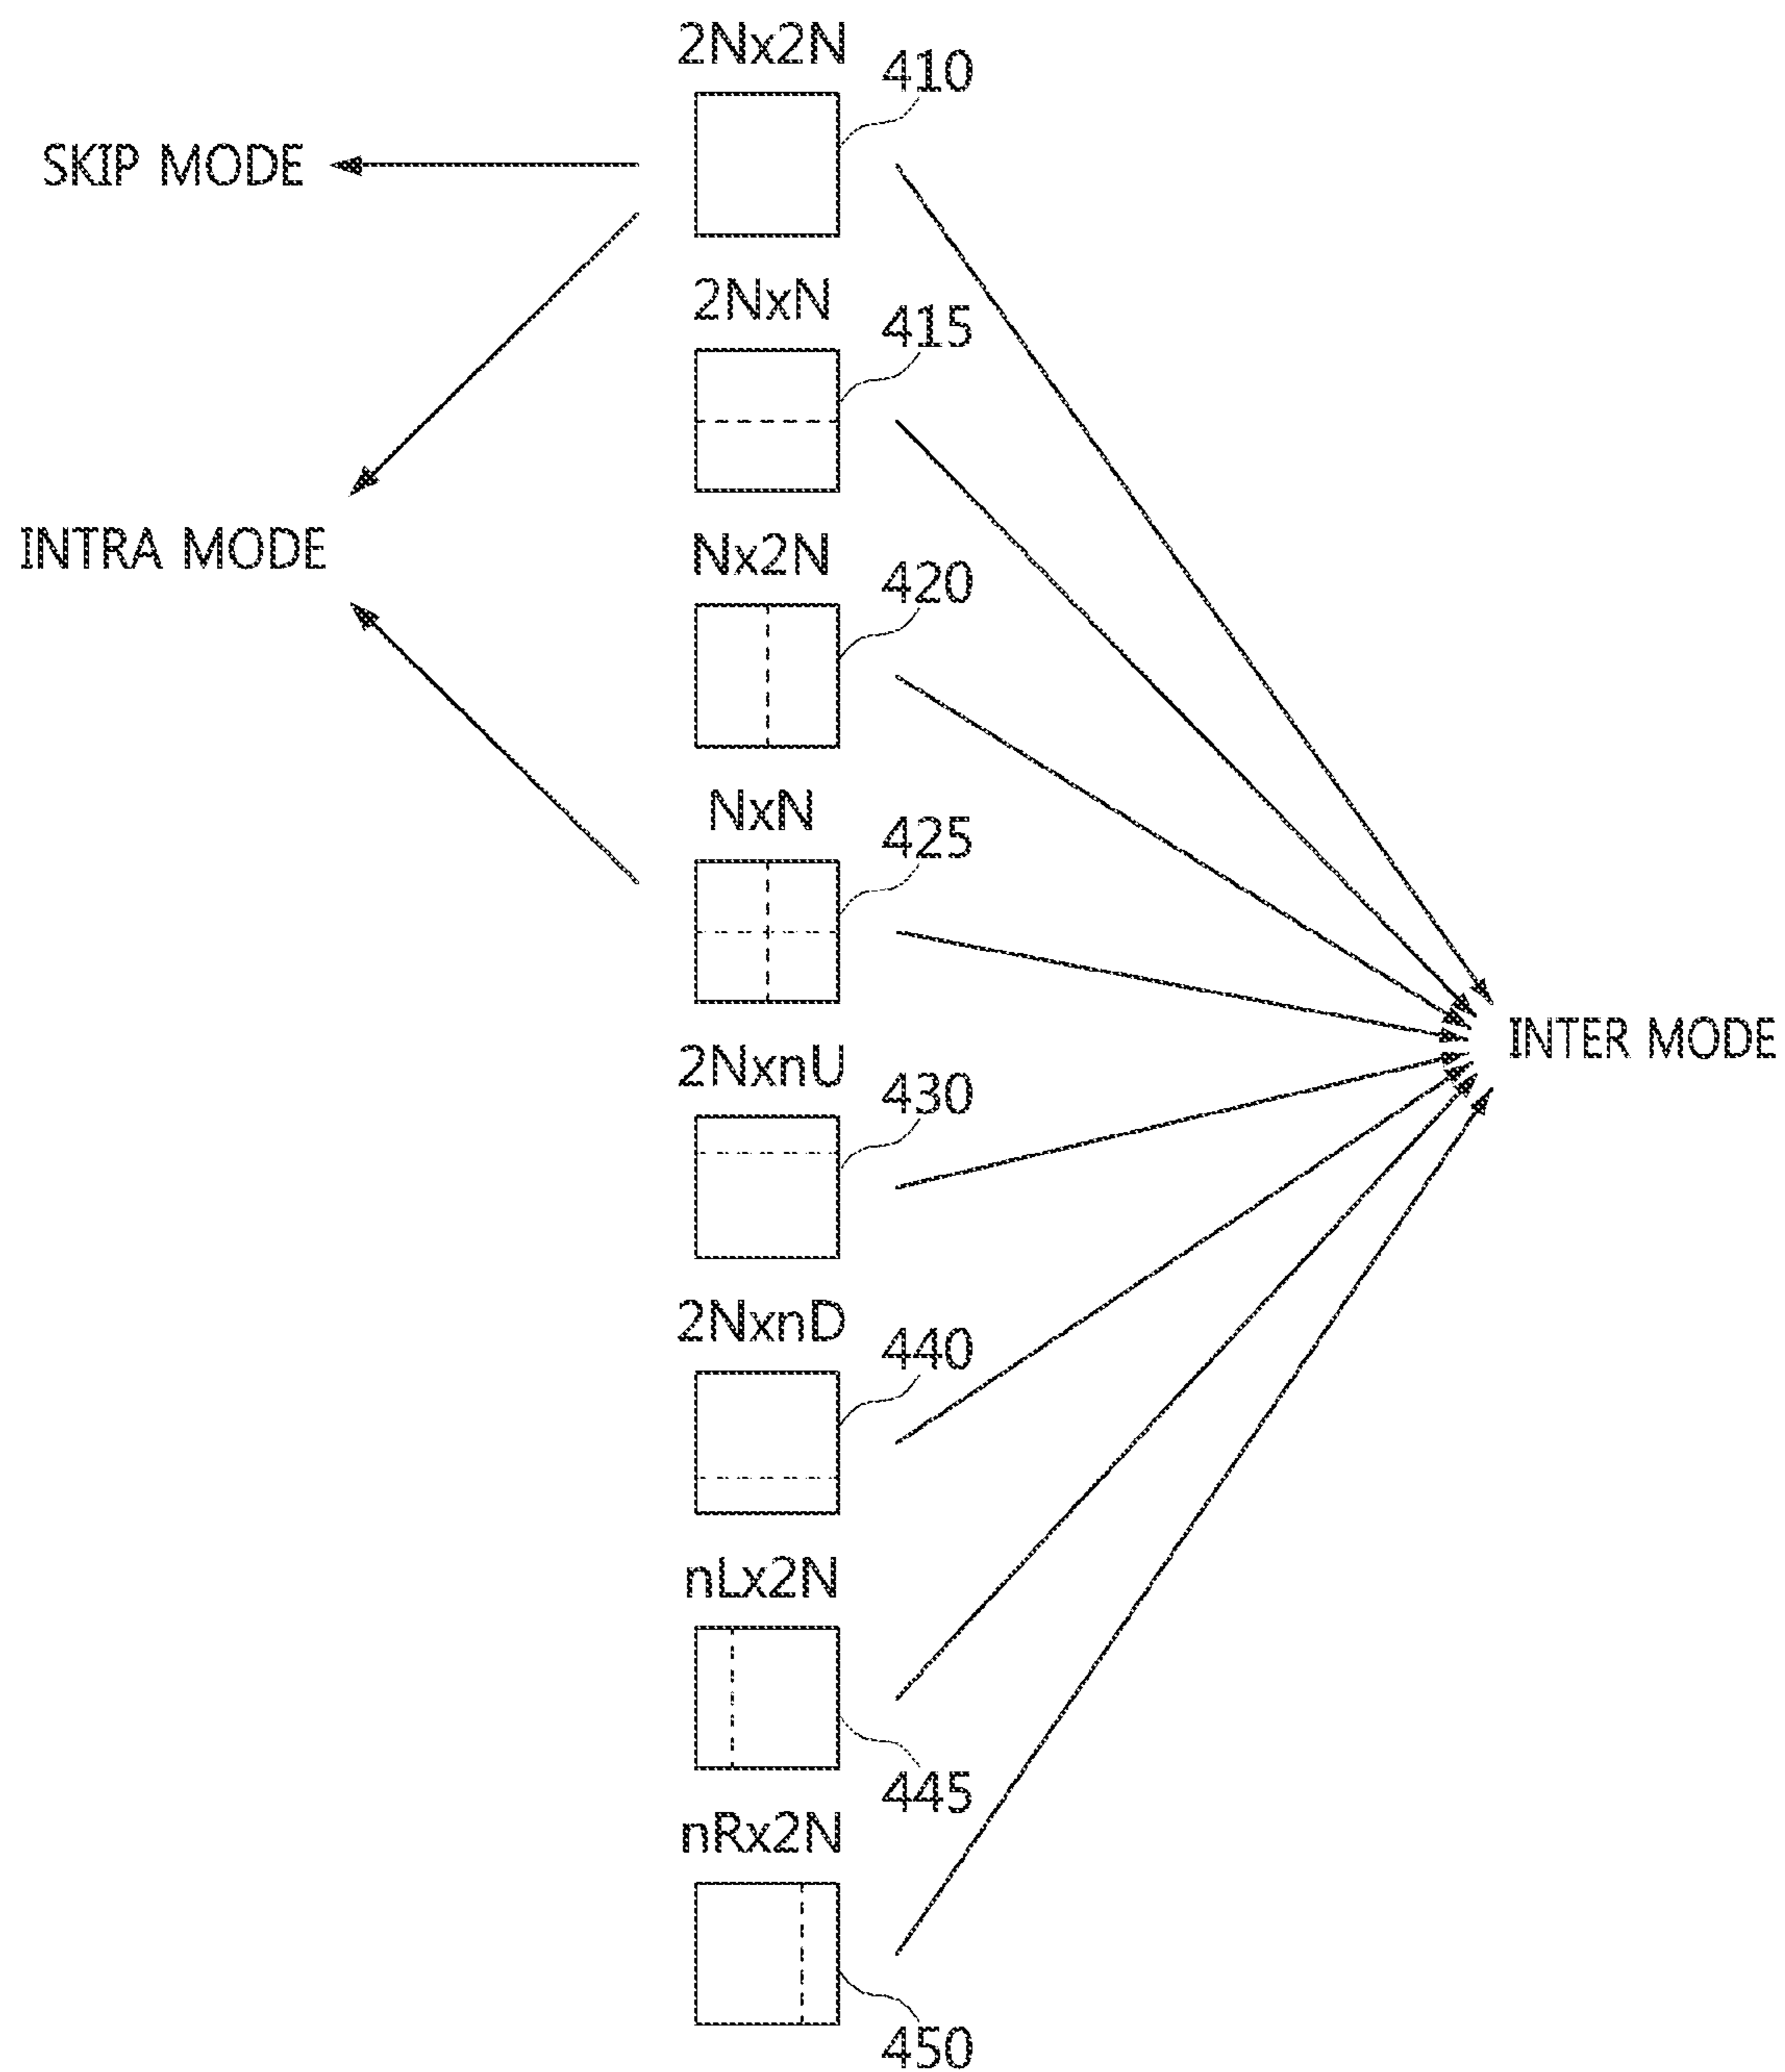 2Nx2N
410
SKIP MODE
2NxN
415
INTRA MODE
Nx2N
420
NxN
425
INTER MODE
2NxnU
430
2NxnD
440
nLx2N
445
nRx2N
450